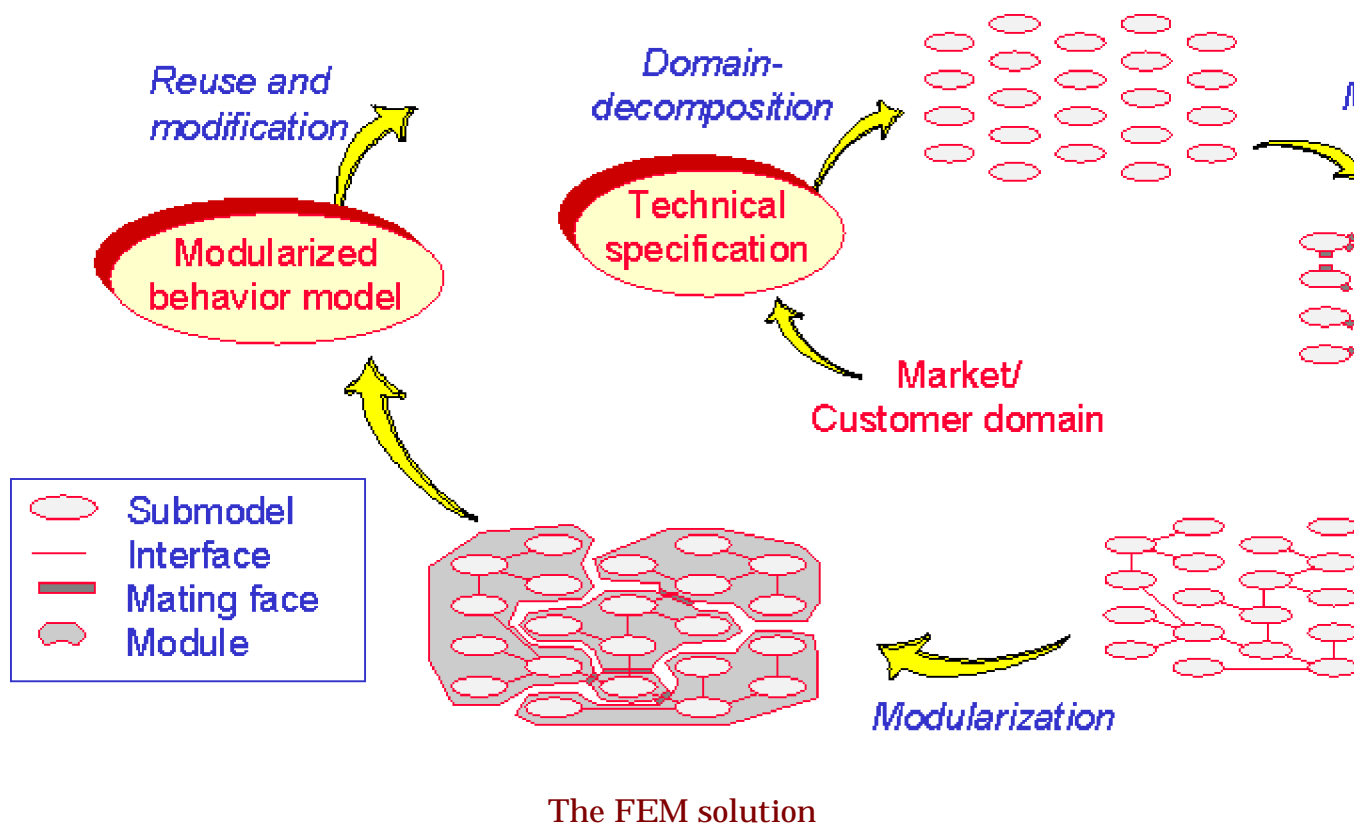 Reuse and
modification
Domain-
decomposition
Modularized
behavior model
Technical
specification
Market/
Customer domain
Submodel
Interface
Mating face
Module
Modularization
The FEM solution